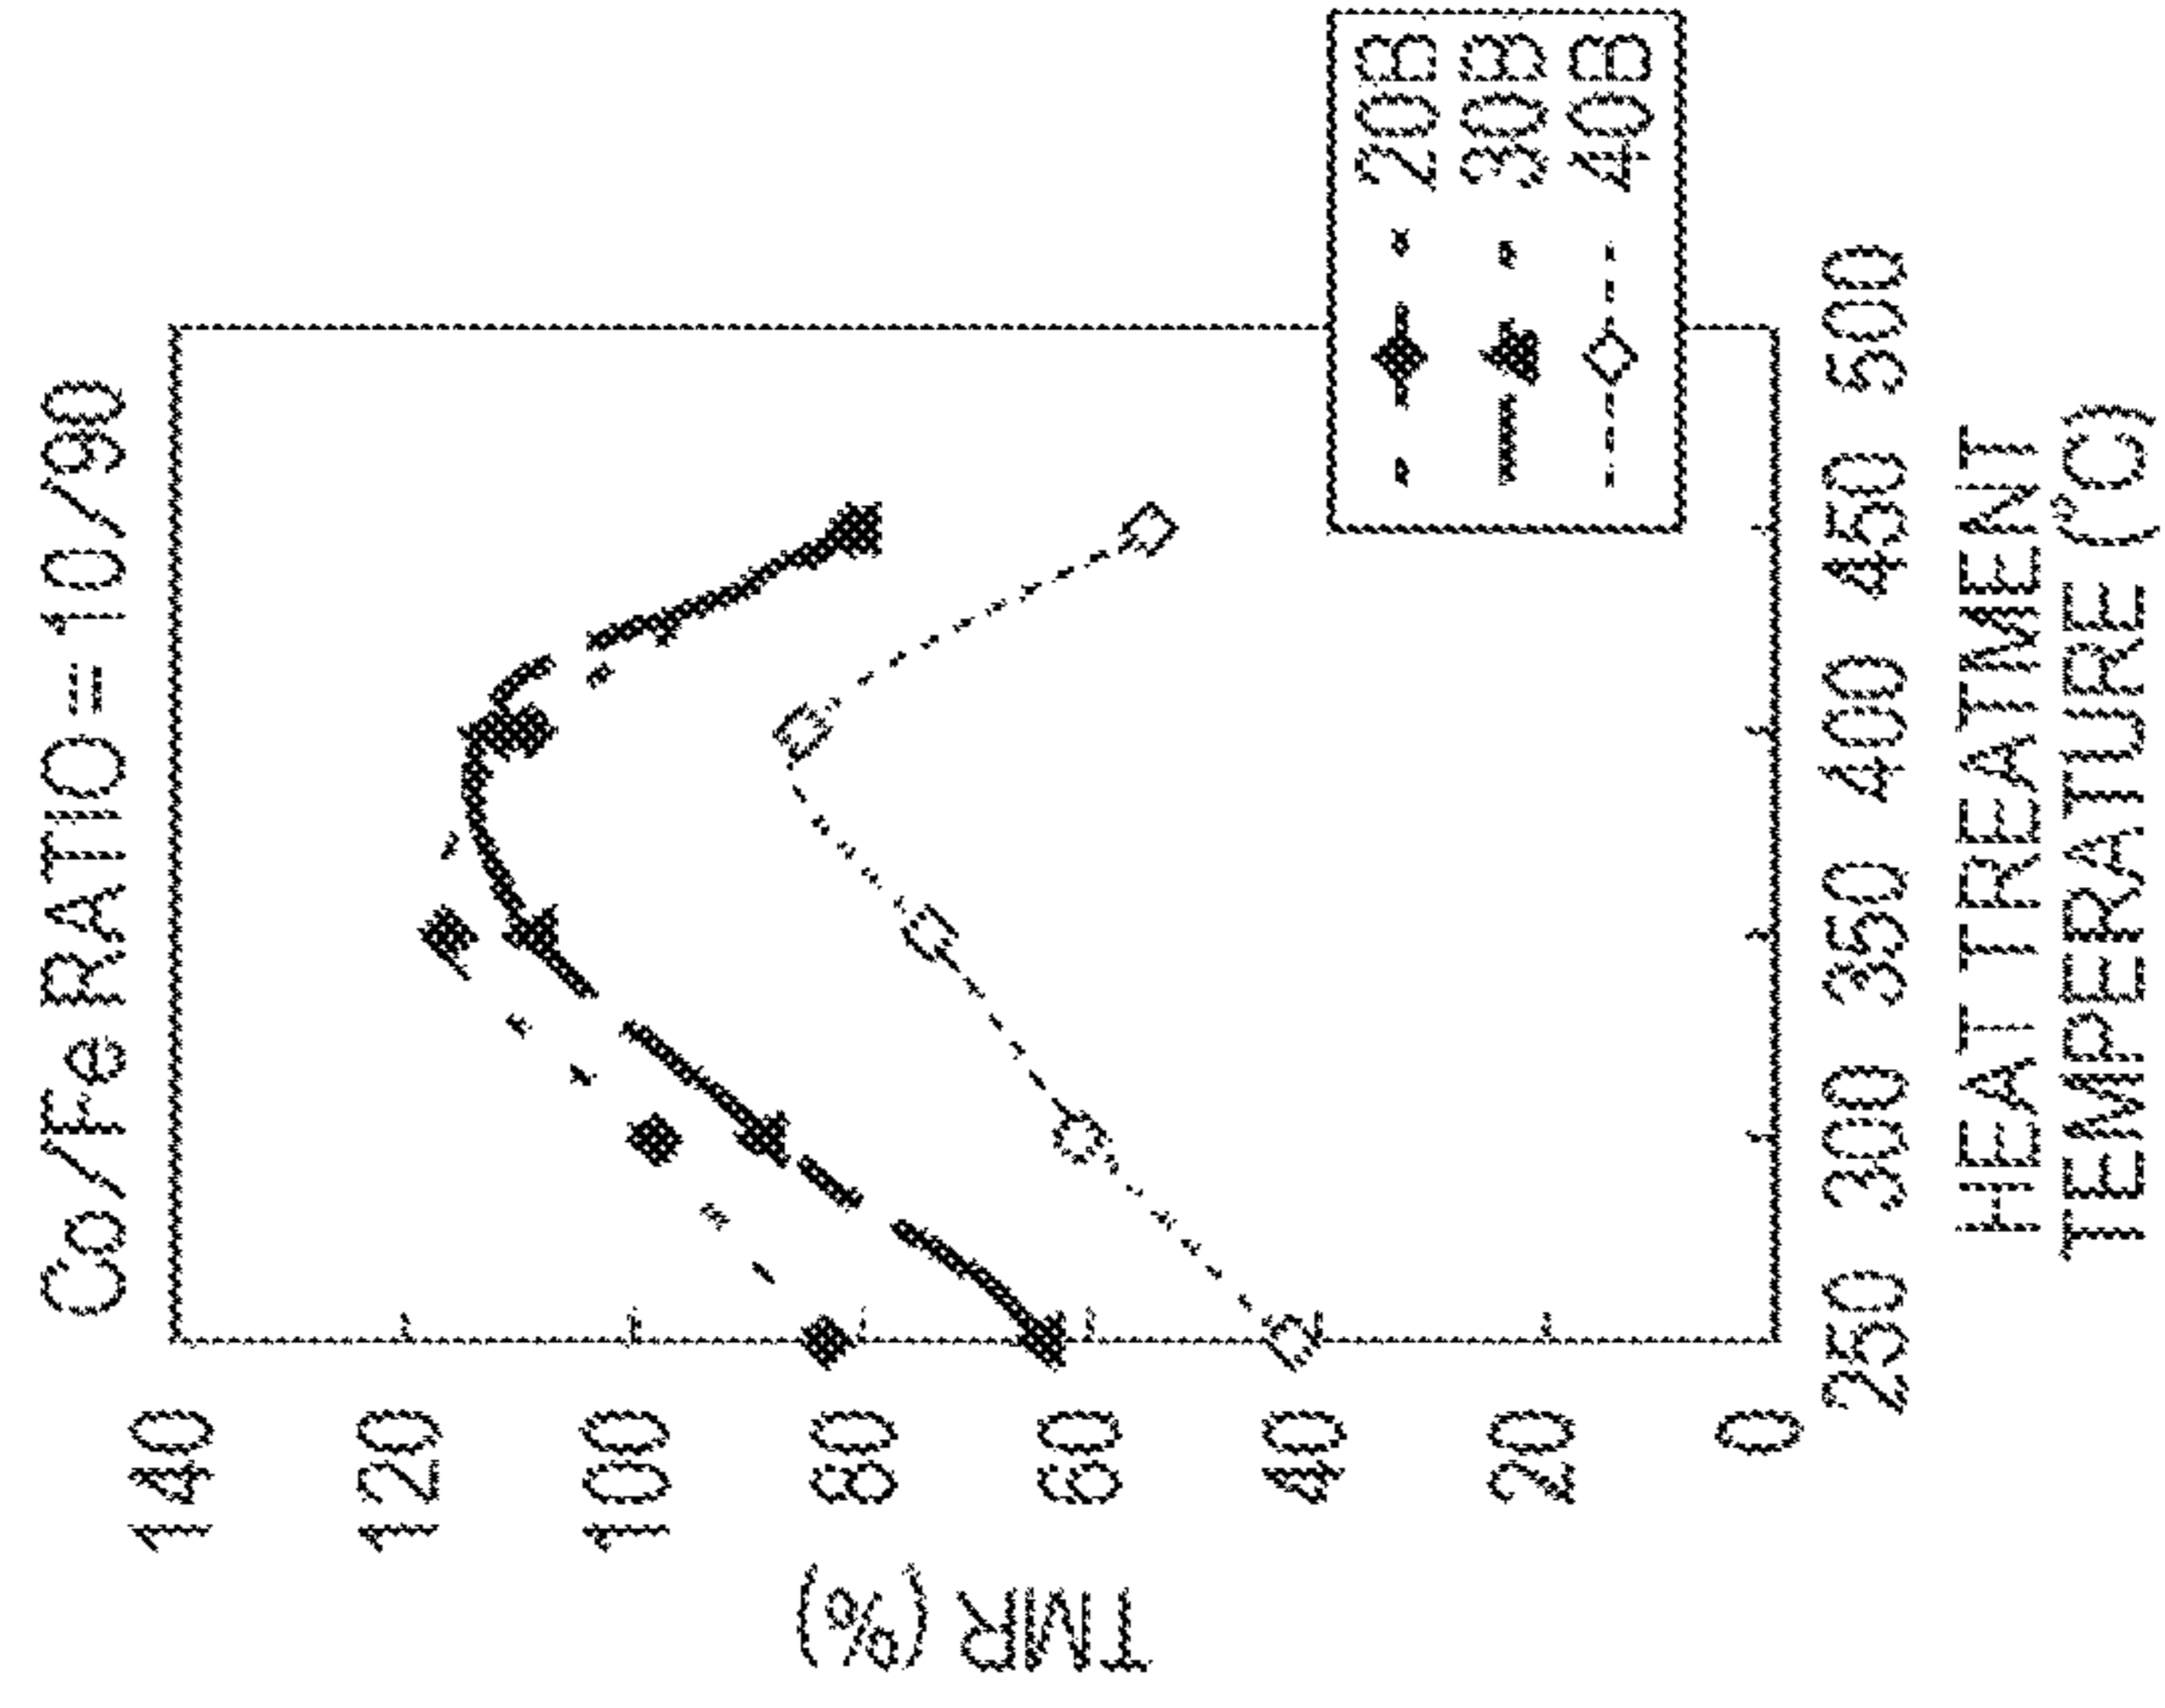 Co/Fe RATIO=10/90
TMR (%)
140
120
100
80
60
40
20
0
250 300 350 400 450 500
HEAT TREATMENT
TEMPERATURE (°C)
20B
30B
40B